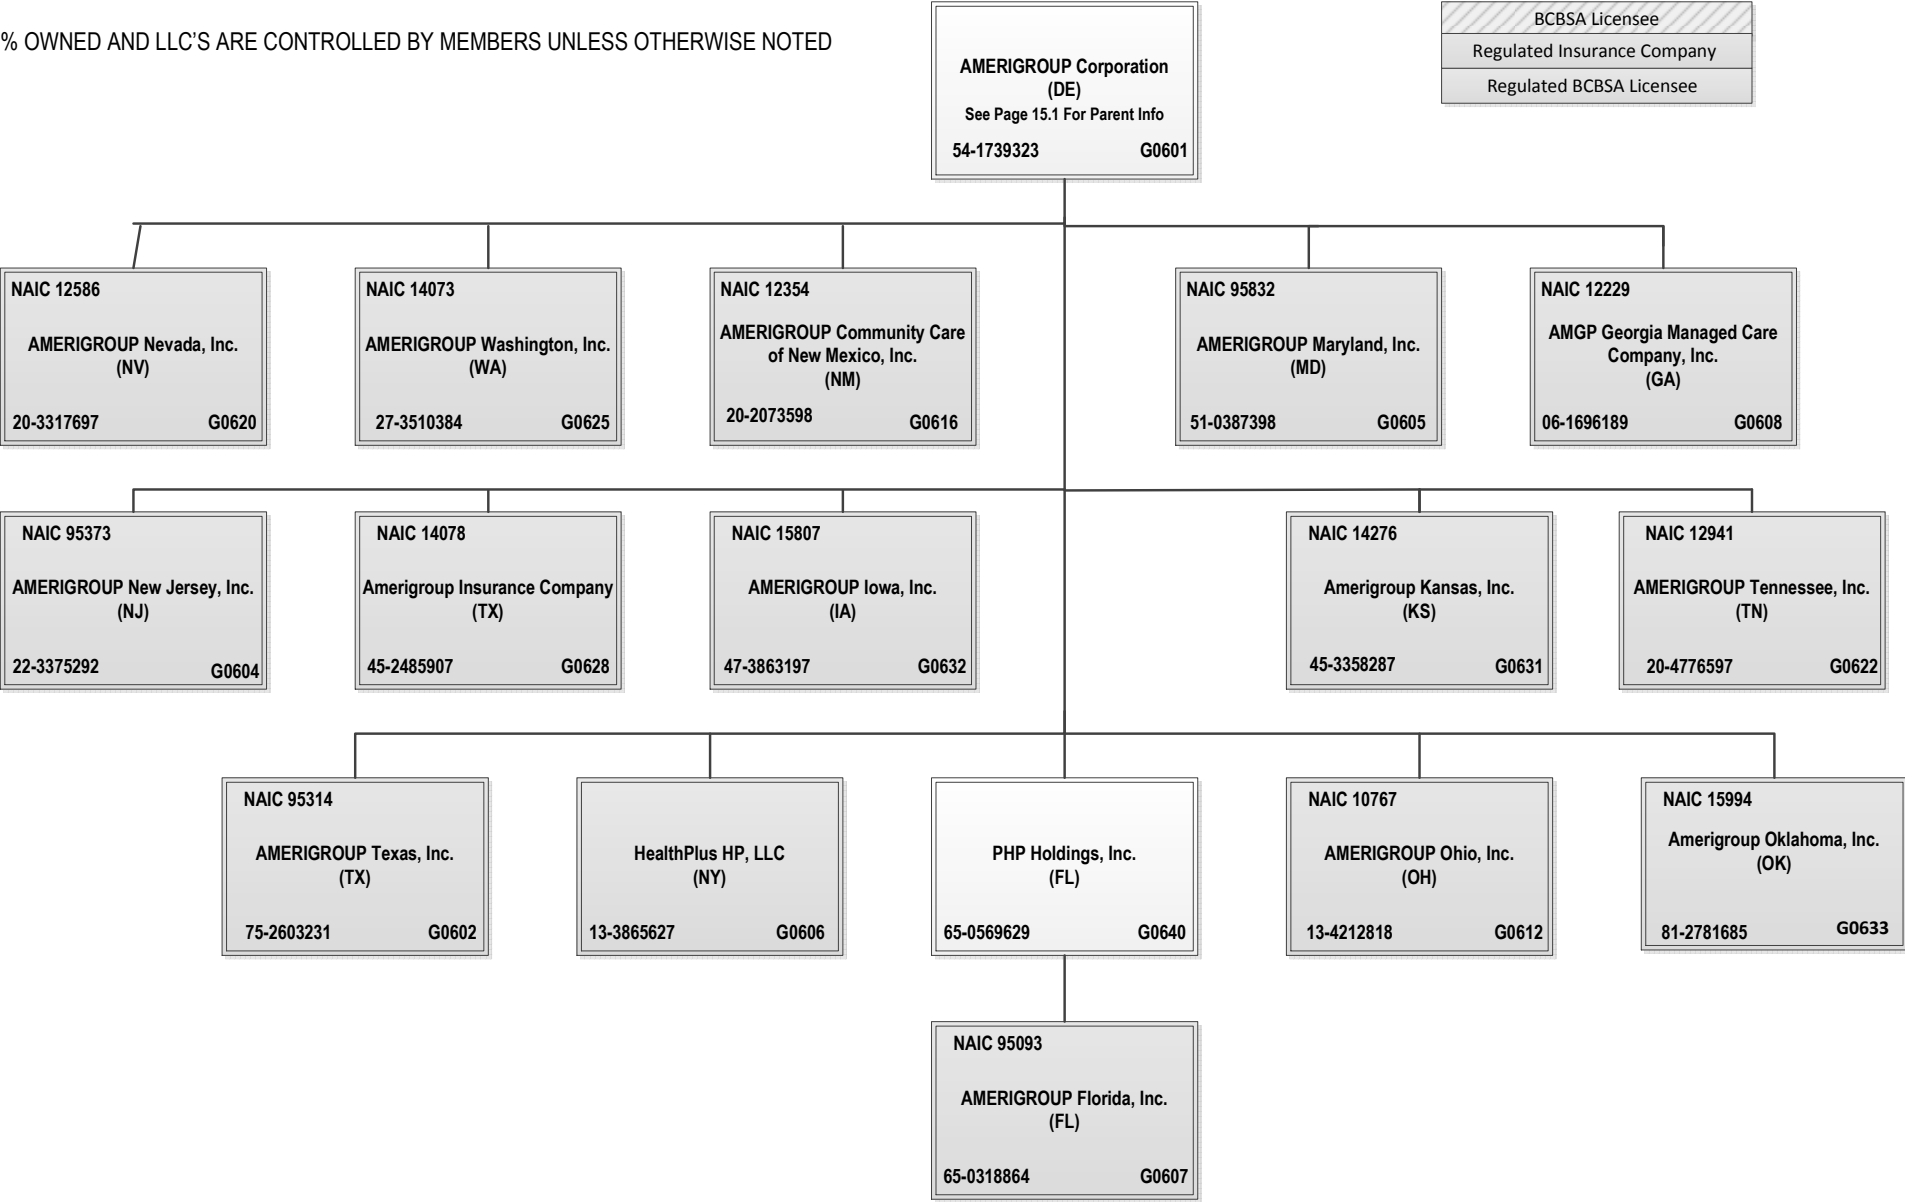 % OWNED AND LLC'S ARE CONTROLLED BY MEMBERS UNLESS OTHERWISE NOTED
BCBSA Licensee
Regulated Insurance Company
Regulated BCBSA Licensee
AMERIGROUP Corporation
(DE)
See Page 15.1 For Parent Info
54-1739323 G0601
NAIC 12586
AMERIGROUP Nevada, Inc.
(NV)
20-3317697 G0620
NAIC 14073
AMERIGROUP Washington, Inc.
(WA)
27-3510384 G0625
NAIC 12354
AMERIGROUP Community Care
of New Mexico, Inc.
(NM)
20-2073598 G0616
NAIC 95832
AMERIGROUP Maryland, Inc.
(MD)
51-0387398 G0605
NAIC 12229
AMGP Georgia Managed Care
Company, Inc.
(GA)
06-1696189 G0608
NAIC 95373
AMERIGROUP New Jersey, Inc.
(NJ)
22-3375292 G0604
NAIC 14078
Amerigroup Insurance Company
(TX)
45-2485907 G0628
NAIC 15807
AMERIGROUP Iowa, Inc.
(IA)
47-3863197 G0632
NAIC 14276
Amerigroup Kansas, Inc.
(KS)
45-3358287 G0631
NAIC 12941
AMERIGROUP Tennessee, Inc.
(TN)
20-4776597 G0622
NAIC 95314
AMERIGROUP Texas, Inc.
(TX)
75-2603231 G0602
HealthPlus HP, LLC
(NY)
13-3865627 G0606
PHP Holdings, Inc.
(FL)
65-0569629 G0640
NAIC 10767
AMERIGROUP Ohio, Inc.
(OH)
13-4212818 G0612
NAIC 15994
Amerigroup Oklahoma, Inc.
(OK)
81-2781685 G0633
NAIC 95093
AMERIGROUP Florida, Inc.
(FL)
65-0318864 G0607